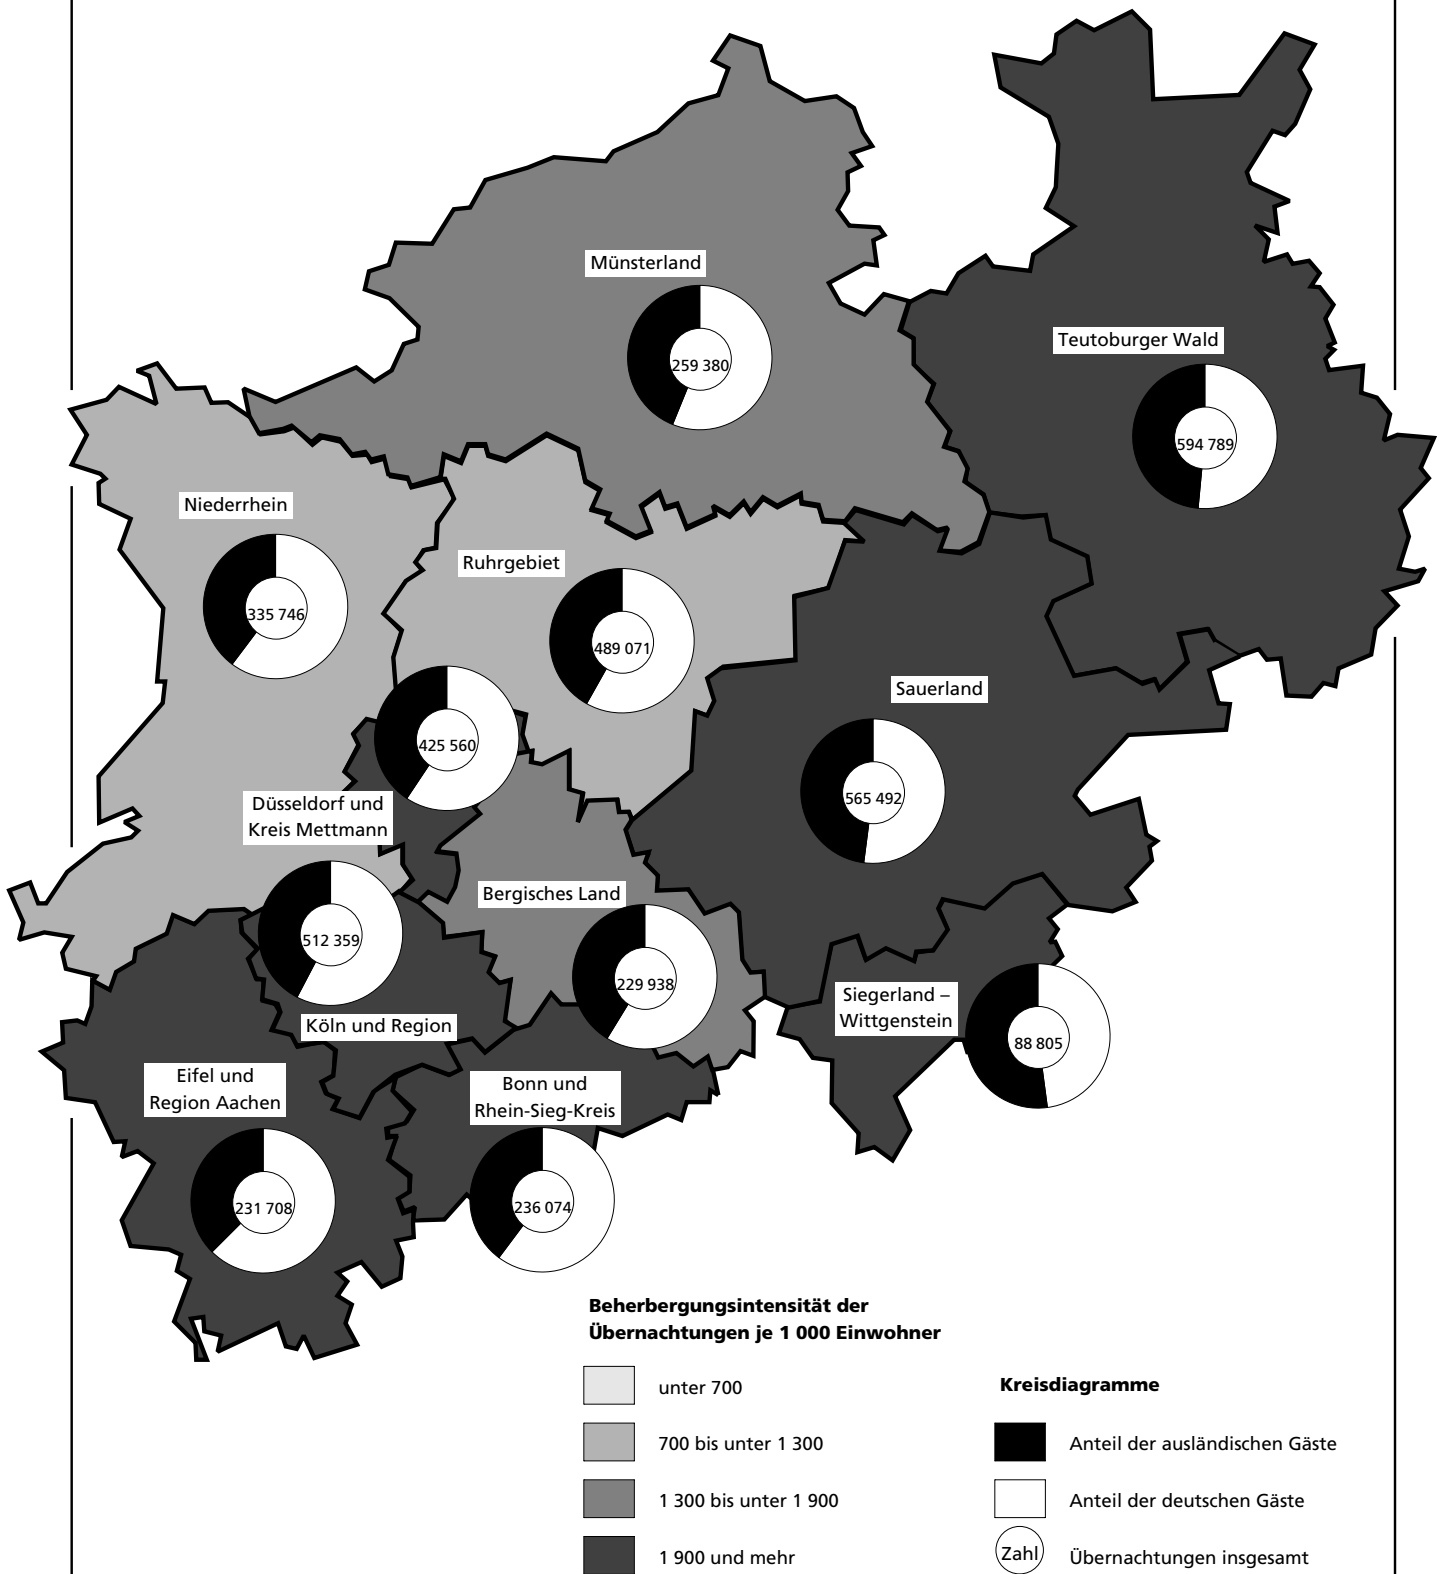 Münsterland
259 380
Teutoburger Wald
594 789
Niederrhein
335 746
Ruhrgebiet
489 071
Sauerland
565 492
425 560
Düsseldorf und
Kreis Mettmann
Bergisches Land
229 938
512 359
Köln und Region
Siegerland –
Wittgenstein
88 805
Eifel und
Region Aachen
231 708
Bonn und
Rhein-Sieg-Kreis
236 074
Beherbergungsintensität der
Übernachtungen je 1 000 Einwohner
unter 700
700 bis unter 1 300
1 300 bis unter 1 900
1 900 und mehr
Kreisdiagramme
Anteil der ausländischen Gäste
Anteil der deutschen Gäste
Zahl Übernachtungen insgesamt